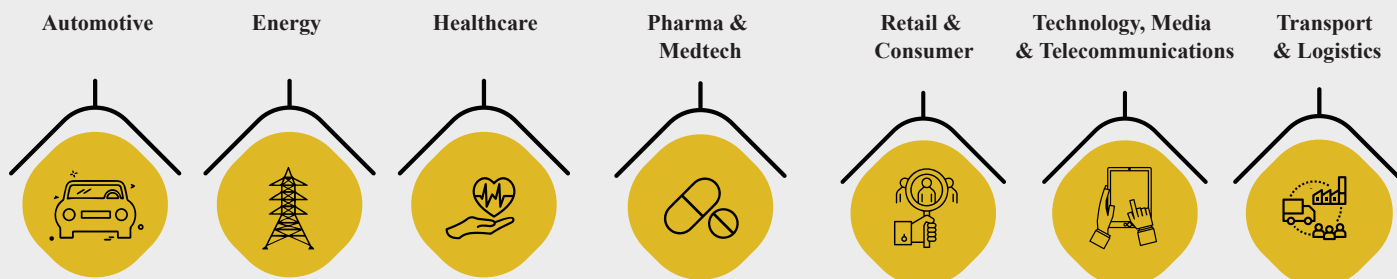 Automotive
Energy
Healthcare
Pharma &
Medtech
Retail &
Consumer
Technology, Media
& Telecommunications
Transport
& Logistics